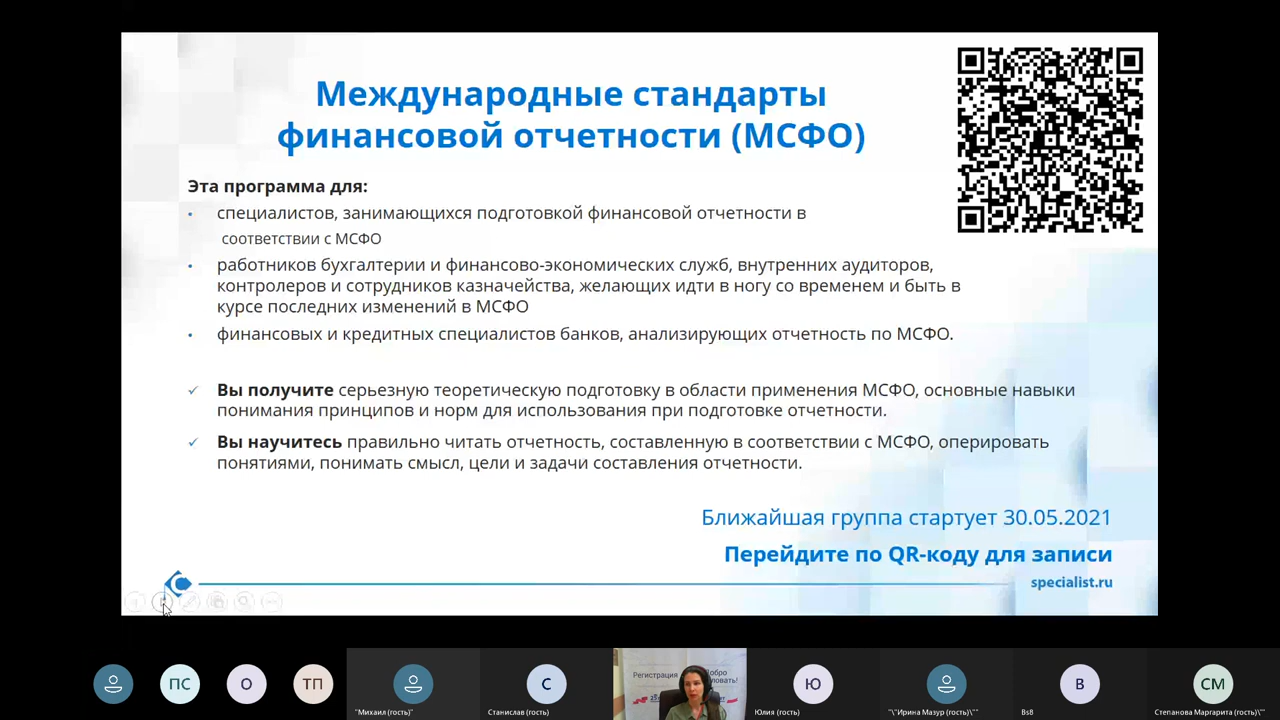 Международные стандарты
финансовой отчетности (МСФО)
Эта программа для:
специалистов, занимающихся подготовкой финансовой отчетности в
соответствии с МСФО
работников бухгалтерии и финансово-экономических служб, внутренних аудиторов,
контролеров и сотрудников казначейства, желающих идти в ногу со временем и быть в
курсе последних изменений в МСФО
финансовых и кредитных специалистов банков, анализирующих отчетность по МСФО.
Вы получите серьезную теоретическую подготовку в области применения МСФО, основные навыки
понимания принципов и норм для использования при подготовке отчетности.
Вы научитесь правильно читать отчетность, составленную в соответствии с МСФО, оперировать
понятиями, понимать смысл, цели и задачи составления отчетности.
Ближайшая группа стартует 30.05.2021
Перейдите по QR-коду для записи
specialist.ru
ПС
О
ТП
С
Ю
В
СМ
Регистрация
"Михаил (гость)"
Станислав (гость)
Юлия (гость)
"\"Ирина Мазур (гость)\""
Bs8
Степанова Маргарита (гость)\""